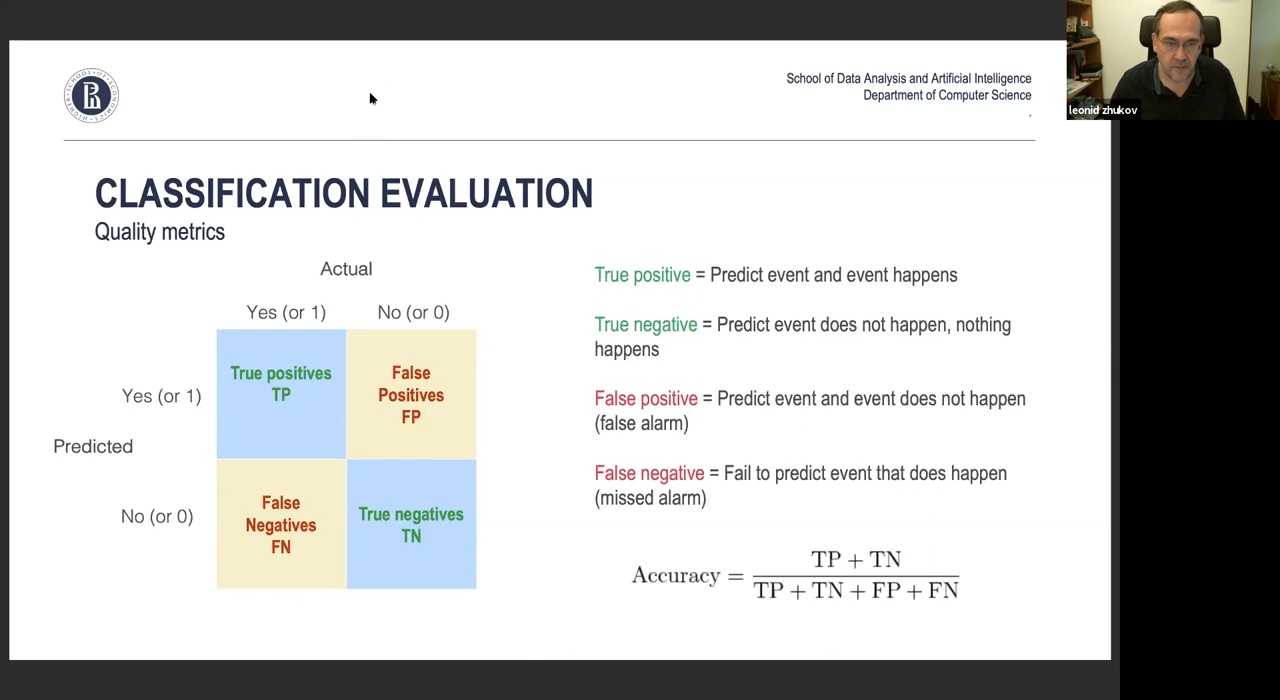 School of Data Analysis and Artificial Intelligence
Department of Computer Science
.
leonid zhukov
HIGHER SCHOOL OF ECONOMICS
CLASSIFICATION EVALUATION
Quality metrics
Actual
Yes (or 1) No (or 0)
True positives
TP
False
Positives
FP
Yes (or 1)
Predicted
No (or 0)
False
Negatives
FN
True negatives
TN
True positive = Predict event and event happens
True negative = Predict event does not happen, nothing
happens
False positive = Predict event and event does not happen
(false alarm)
False negative = Fail to predict event that does happen
(missed alarm)
Accuracy = TP + TN / TP + TN + FP + FN